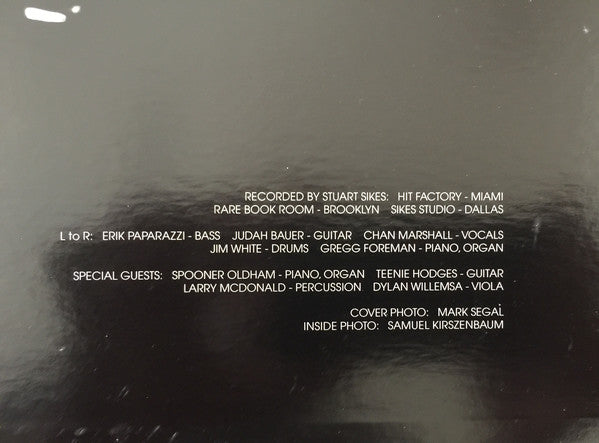 RECORDED BY STUART SIKES: HIT FACTORY - MIAMI
RARE BOOK ROOM - BROOKLYN SIKES STUDIO - DALLAS
L to R: ERIK PAPARAZZI - BASS JUDAH BAUER - GUITAR CHAN MARSHALL - VOCALS
JIM WHITE - DRUMS GREGG FOREMAN - PIANO, ORGAN
SPECIAL GUESTS: SPOONER OLDHAM - PIANO, ORGAN TEENIE HODGES - GUITAR
LARRY MCDONALD - PERCUSSION DYLAN WILLEMSA - VIOLA
COVER PHOTO: MARK SEGAL
INSIDE PHOTO: SAMUEL KIRSZENBAUM